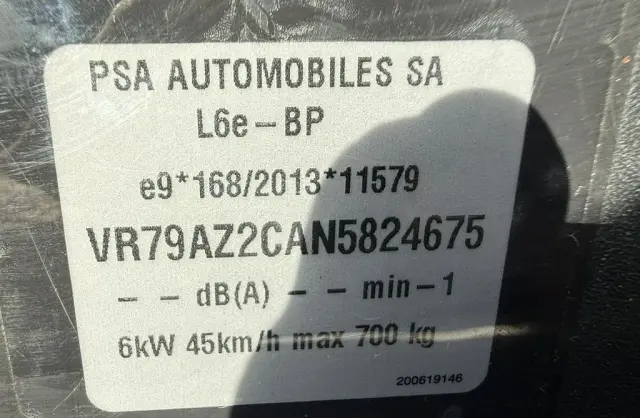 PSA AUTOMOBILES SA
L6e-BP
e9*168/2013*11579
VR79AZ2CAN5824675
- - dB(A) - - min-1
6kW 45km/h max 700 kg
200619146